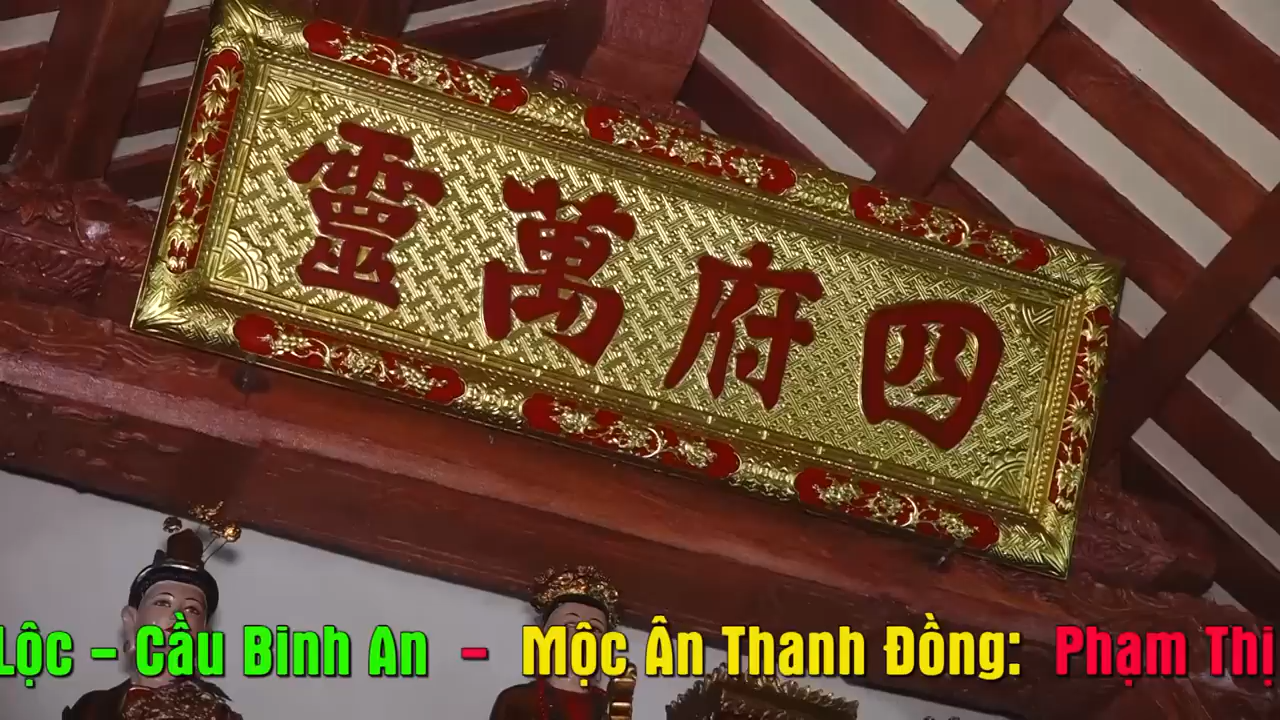 四府萬靈
Lộc – Cầu Binh An – Mộc Ân Thanh Đồng: Phạm Thị